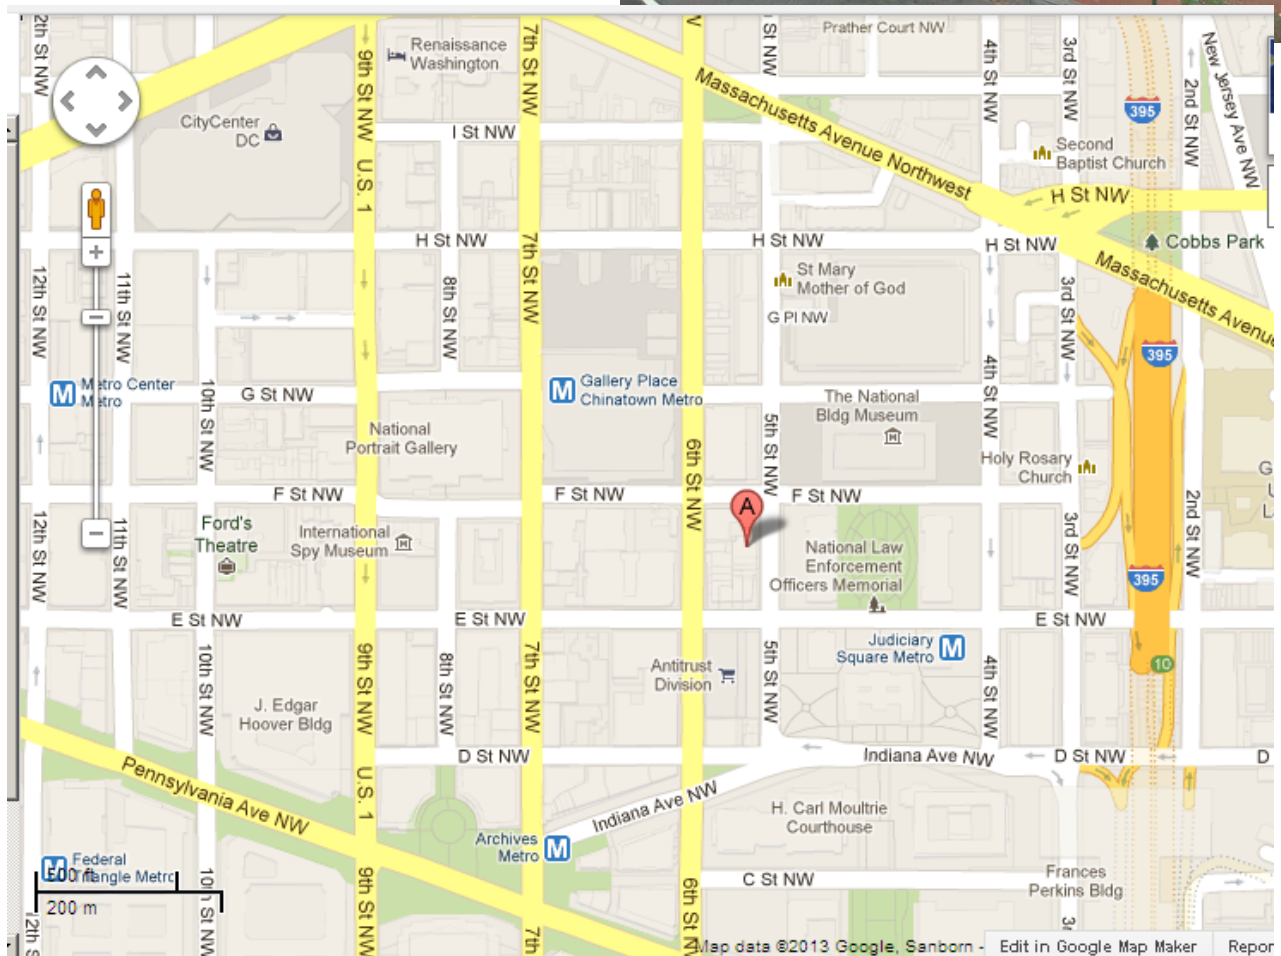 Prather Court NW
12th St NW
9th St NW
Renaissance
Washington
7th St NW
5th St NW
4th St NW
3rd St NW
2nd St NW
New Jersey Ave NW
395
Massachusetts Avenue Northwest
CityCenter
DC
I St NW
U.S. 1
Second
Baptist Church
H St NW
H St NW
H St NW
H St NW
Cobbs Park
Massachusetts Avenue
12th St NW
11th St NW
8th St NW
7th St NW
St Mary
Mother of God
G Pl NW
3rd St NW
395
Metro Center
Metro
M
10th St NW
G St NW
M
Gallery Place
Chinatown Metro
The National
Bldg Museum
4th St NW
National
Portrait Gallery
6th St NW
5th St NW
Holy Rosary
Church
F St NW
F St NW
F St NW
A
12th St NW
11th St NW
Ford's
Theatre
International
Spy Museum
National Law
Enforcement
Officers Memorial
3rd St NW
2nd St NW
395
E St NW
E St NW
E St NW
10th St NW
9th St NW
8th St NW
7th St NW
Antitrust
Division
5th St NW
Judiciary
Square Metro
M
4th St NW
10
J. Edgar
Hoover Bldg
D St NW
Indiana Ave NW
D St NW
D
Pennsylvania Ave NW
U.S. 1
Indiana Ave NW
H. Carl Moultrie
Courthouse
Archives
Metro
M
M
Federal
Triangle Metro
500 ft
200 m
10th St NW
9th St NW
7th
6th St NW
C St NW
Frances
Perkins Bldg
Map data ©2013 Google, Sanborn -
Edit in Google Map Maker
Repor